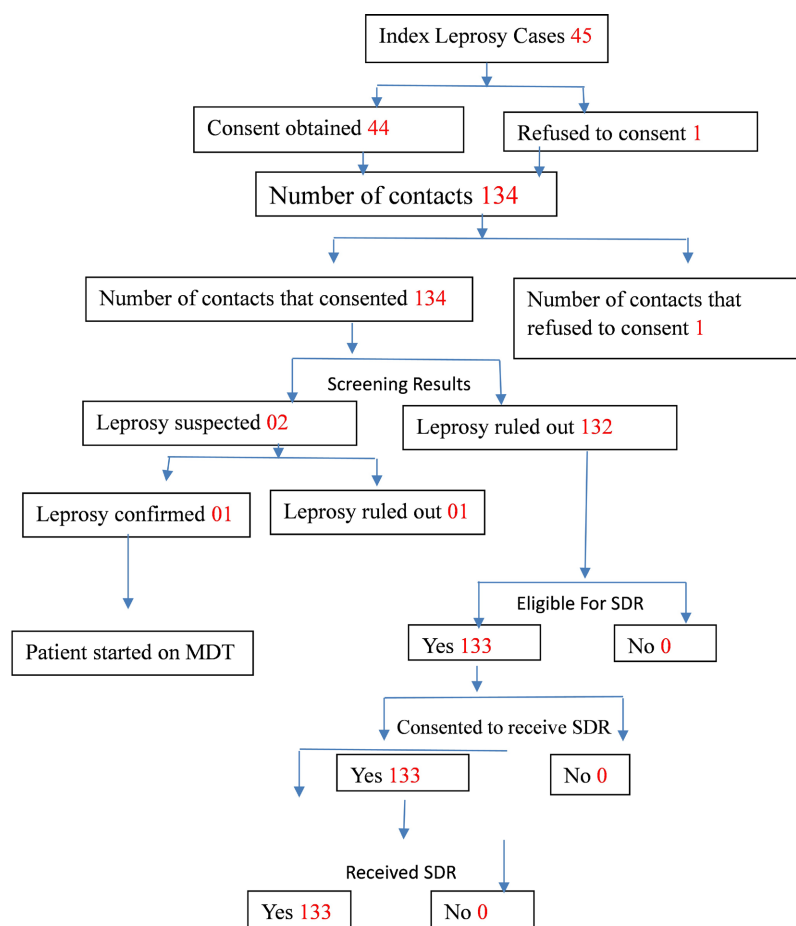 Index Leprosy Cases 45
Consent obtained 44
Refused to consent 1
Number of contacts 134
Number of contacts that consented 134
Number of contacts that
refused to consent 1
Screening Results
Leprosy suspected 02
Leprosy ruled out 132
Leprosy confirmed 01
Leprosy ruled out 01
Eligible For SDR
Patient started on MDT
Yes 133
No 0
Consented to receive SDR
Yes 133
No 0
Received SDR
Yes 133
No 0